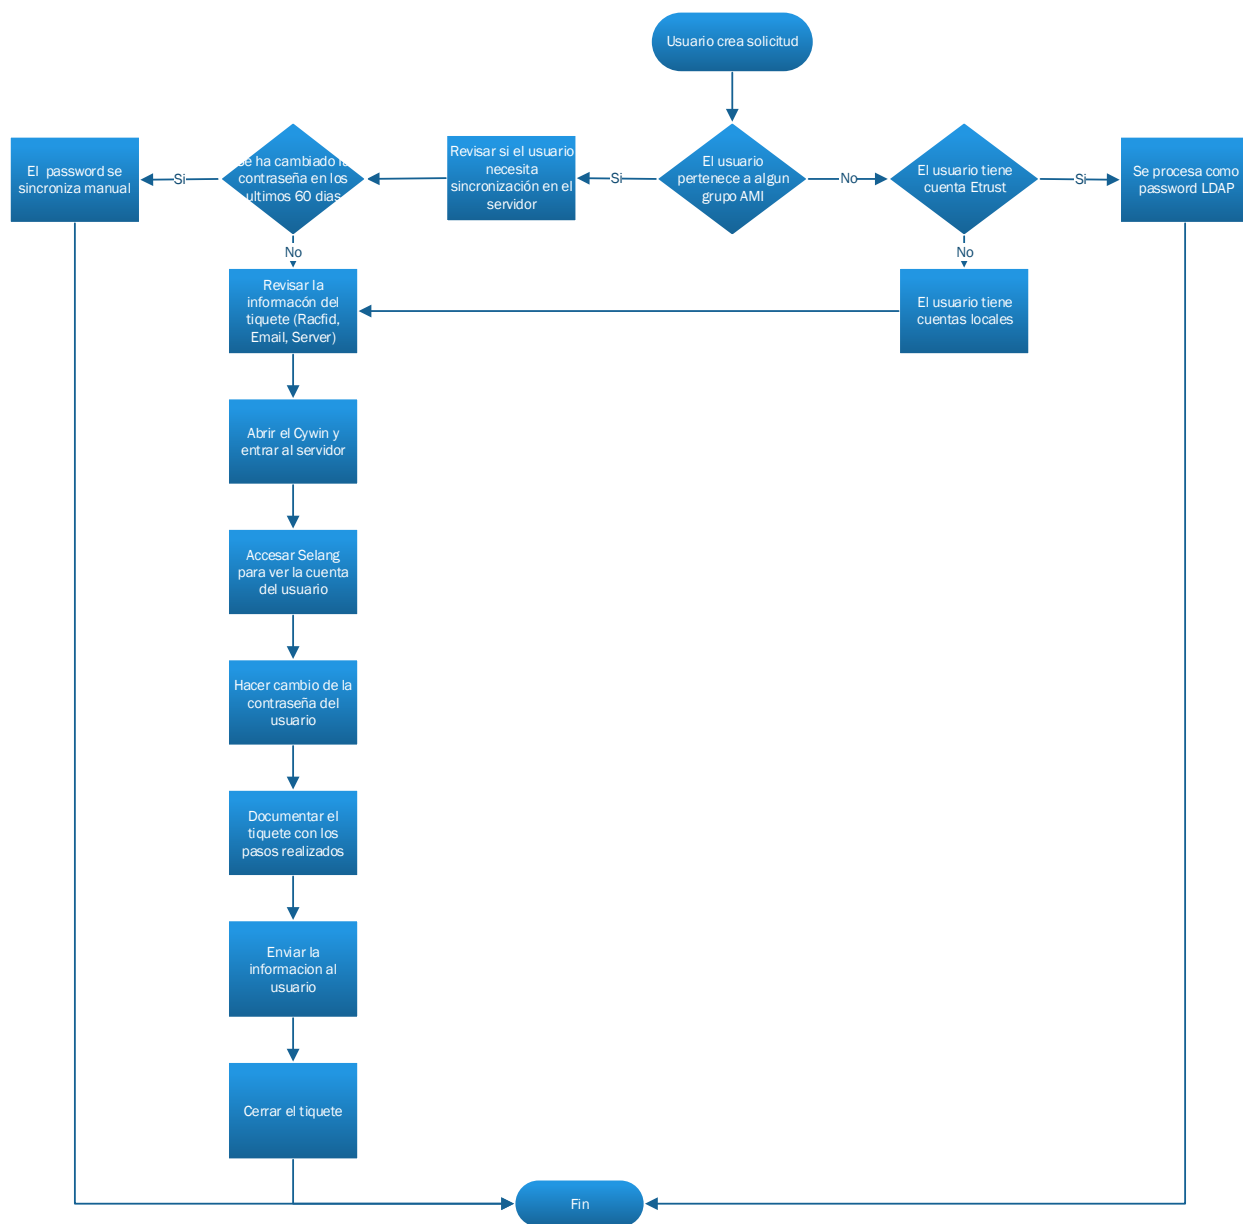 Usuario crea solicitud
El password se
sincroniza manual
Si
Se ha cambiado la
contraseña en los
ultimos 60 dias
Revisar si el usuario
necesita
sincronización en el
servidor
Si
El usuario
pertenece a algun
grupo AMI
No
El usuario tiene
cuenta Etrust
Si
Se procesa como
password LDAP
No
No
Revisar la
informacón del
tiquete (Racfid,
Email, Server)
El usuario tiene
cuentas locales
Abrir el Cywin y
entrar al servidor
Accesar Selang
para ver la cuenta
del usuario
Hacer cambio de la
contraseña del
usuario
Documentar el
tiquete con los
pasos realizados
Enviar la
informacion al
usuario
Cerrar el tiquete
Fin